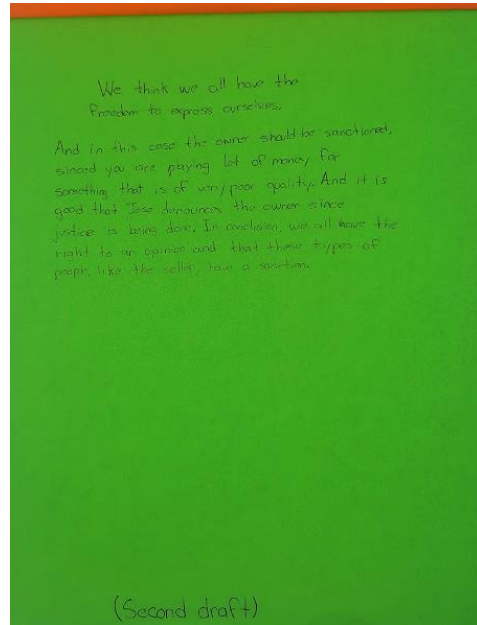 We think we all have the
freedom to express ourselves.
And in this case the owner should be sanctioned,
sinced you are paying lot of money for
something that is of very poor quality. And it is
good that Jose denounces the owner since
justice is being done. In conclusion, we all have the
right to an opinion and that these types of
people, like the seller, have a sanction.
(Second draft)